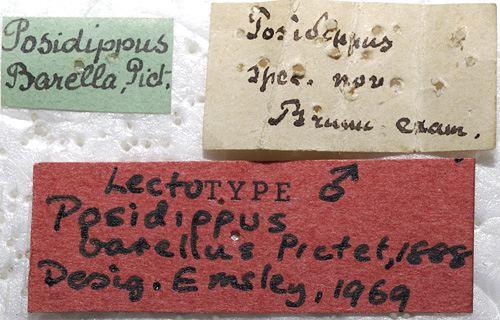 Posidippus
Barella, Pict.
Posidippus
spec. nov
Brunn. exam.
LectoTYPE ♂
Posidippus
barellus Pictet, 1888
Desig. Emsley, 1969